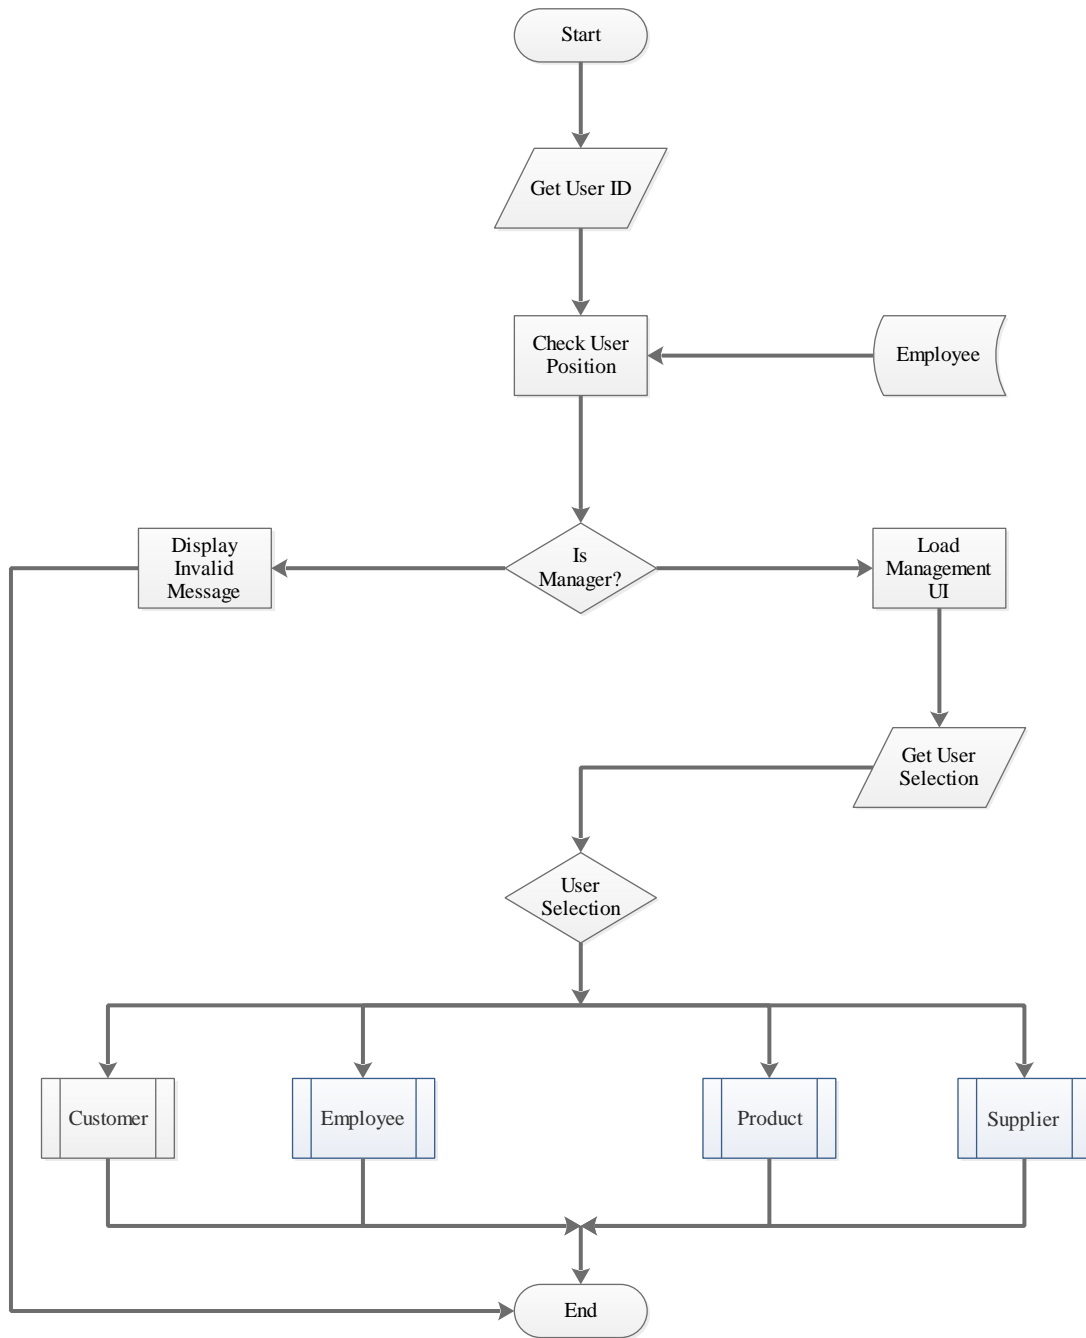 Start
Get User ID
Check User
Position
Employee
Display
Invalid
Message
Is
Manager?
Load
Management
UI
Get User
Selection
User
Selection
Customer
Employee
Product
Supplier
End